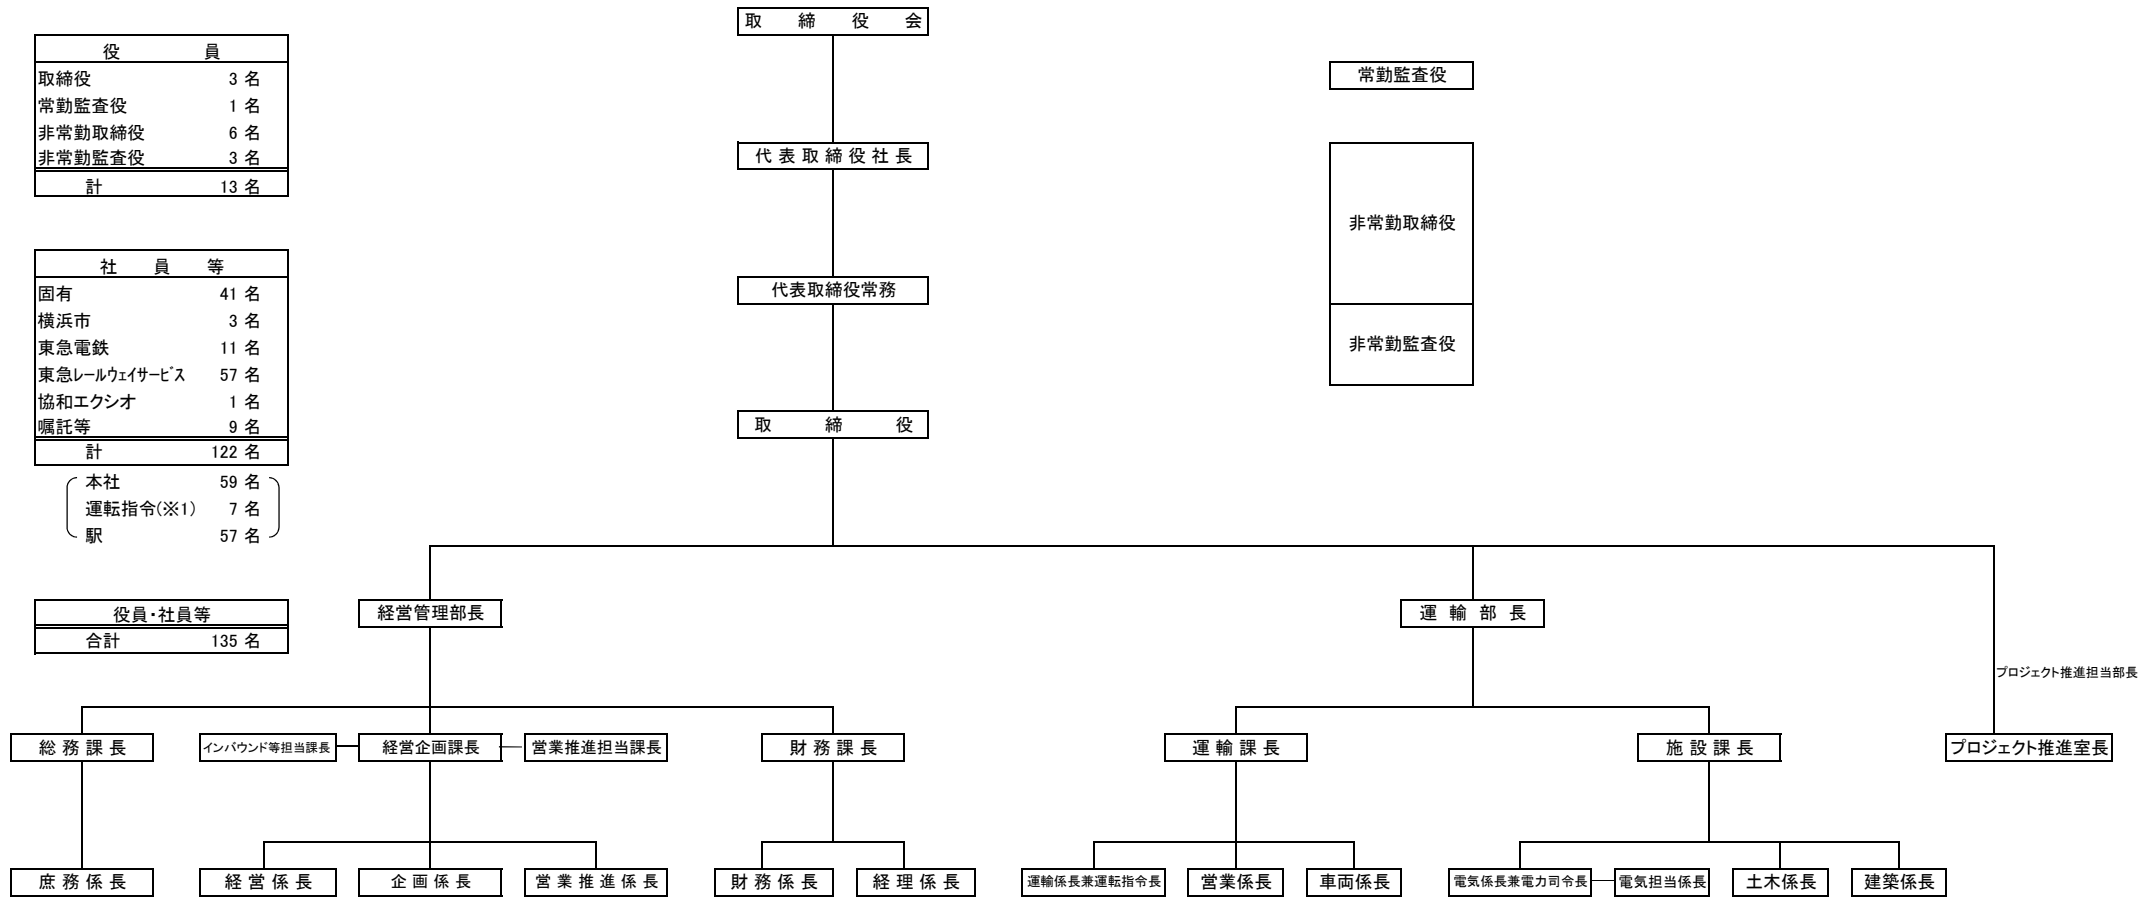 取締役会
役員
取締役 3 名
常勤監査役 1 名
非常勤取締役 6 名
非常勤監査役 3 名
計 13 名
常勤監査役
代表取締役社長
非常勤取締役
社員等
固有 41 名
横浜市 3 名
東急電鉄 11 名
東急ﾚｰﾙｳｪｲｻｰﾋﾞｽ 57 名
協和エクシオ 1 名
嘱託等 9 名
計 122 名
本社 59 名
運転指令(※1) 7 名
駅 57 名
代表取締役常務
非常勤監査役
取締役
役員・社員等
合計 135 名
経営管理部長
運輸部長
プロジェクト推進担当部長
総務課長
インバウンド等担当課長
経営企画課長
営業推進担当課長
財務課長
運輸課長
施設課長
プロジェクト推進室長
庶務係長
経営係長
企画係長
営業推進係長
財務係長
経理係長
運輸係長兼運転指令長
営業係長
車両係長
電気係長兼電力司令長
電気担当係長
土木係長
建築係長